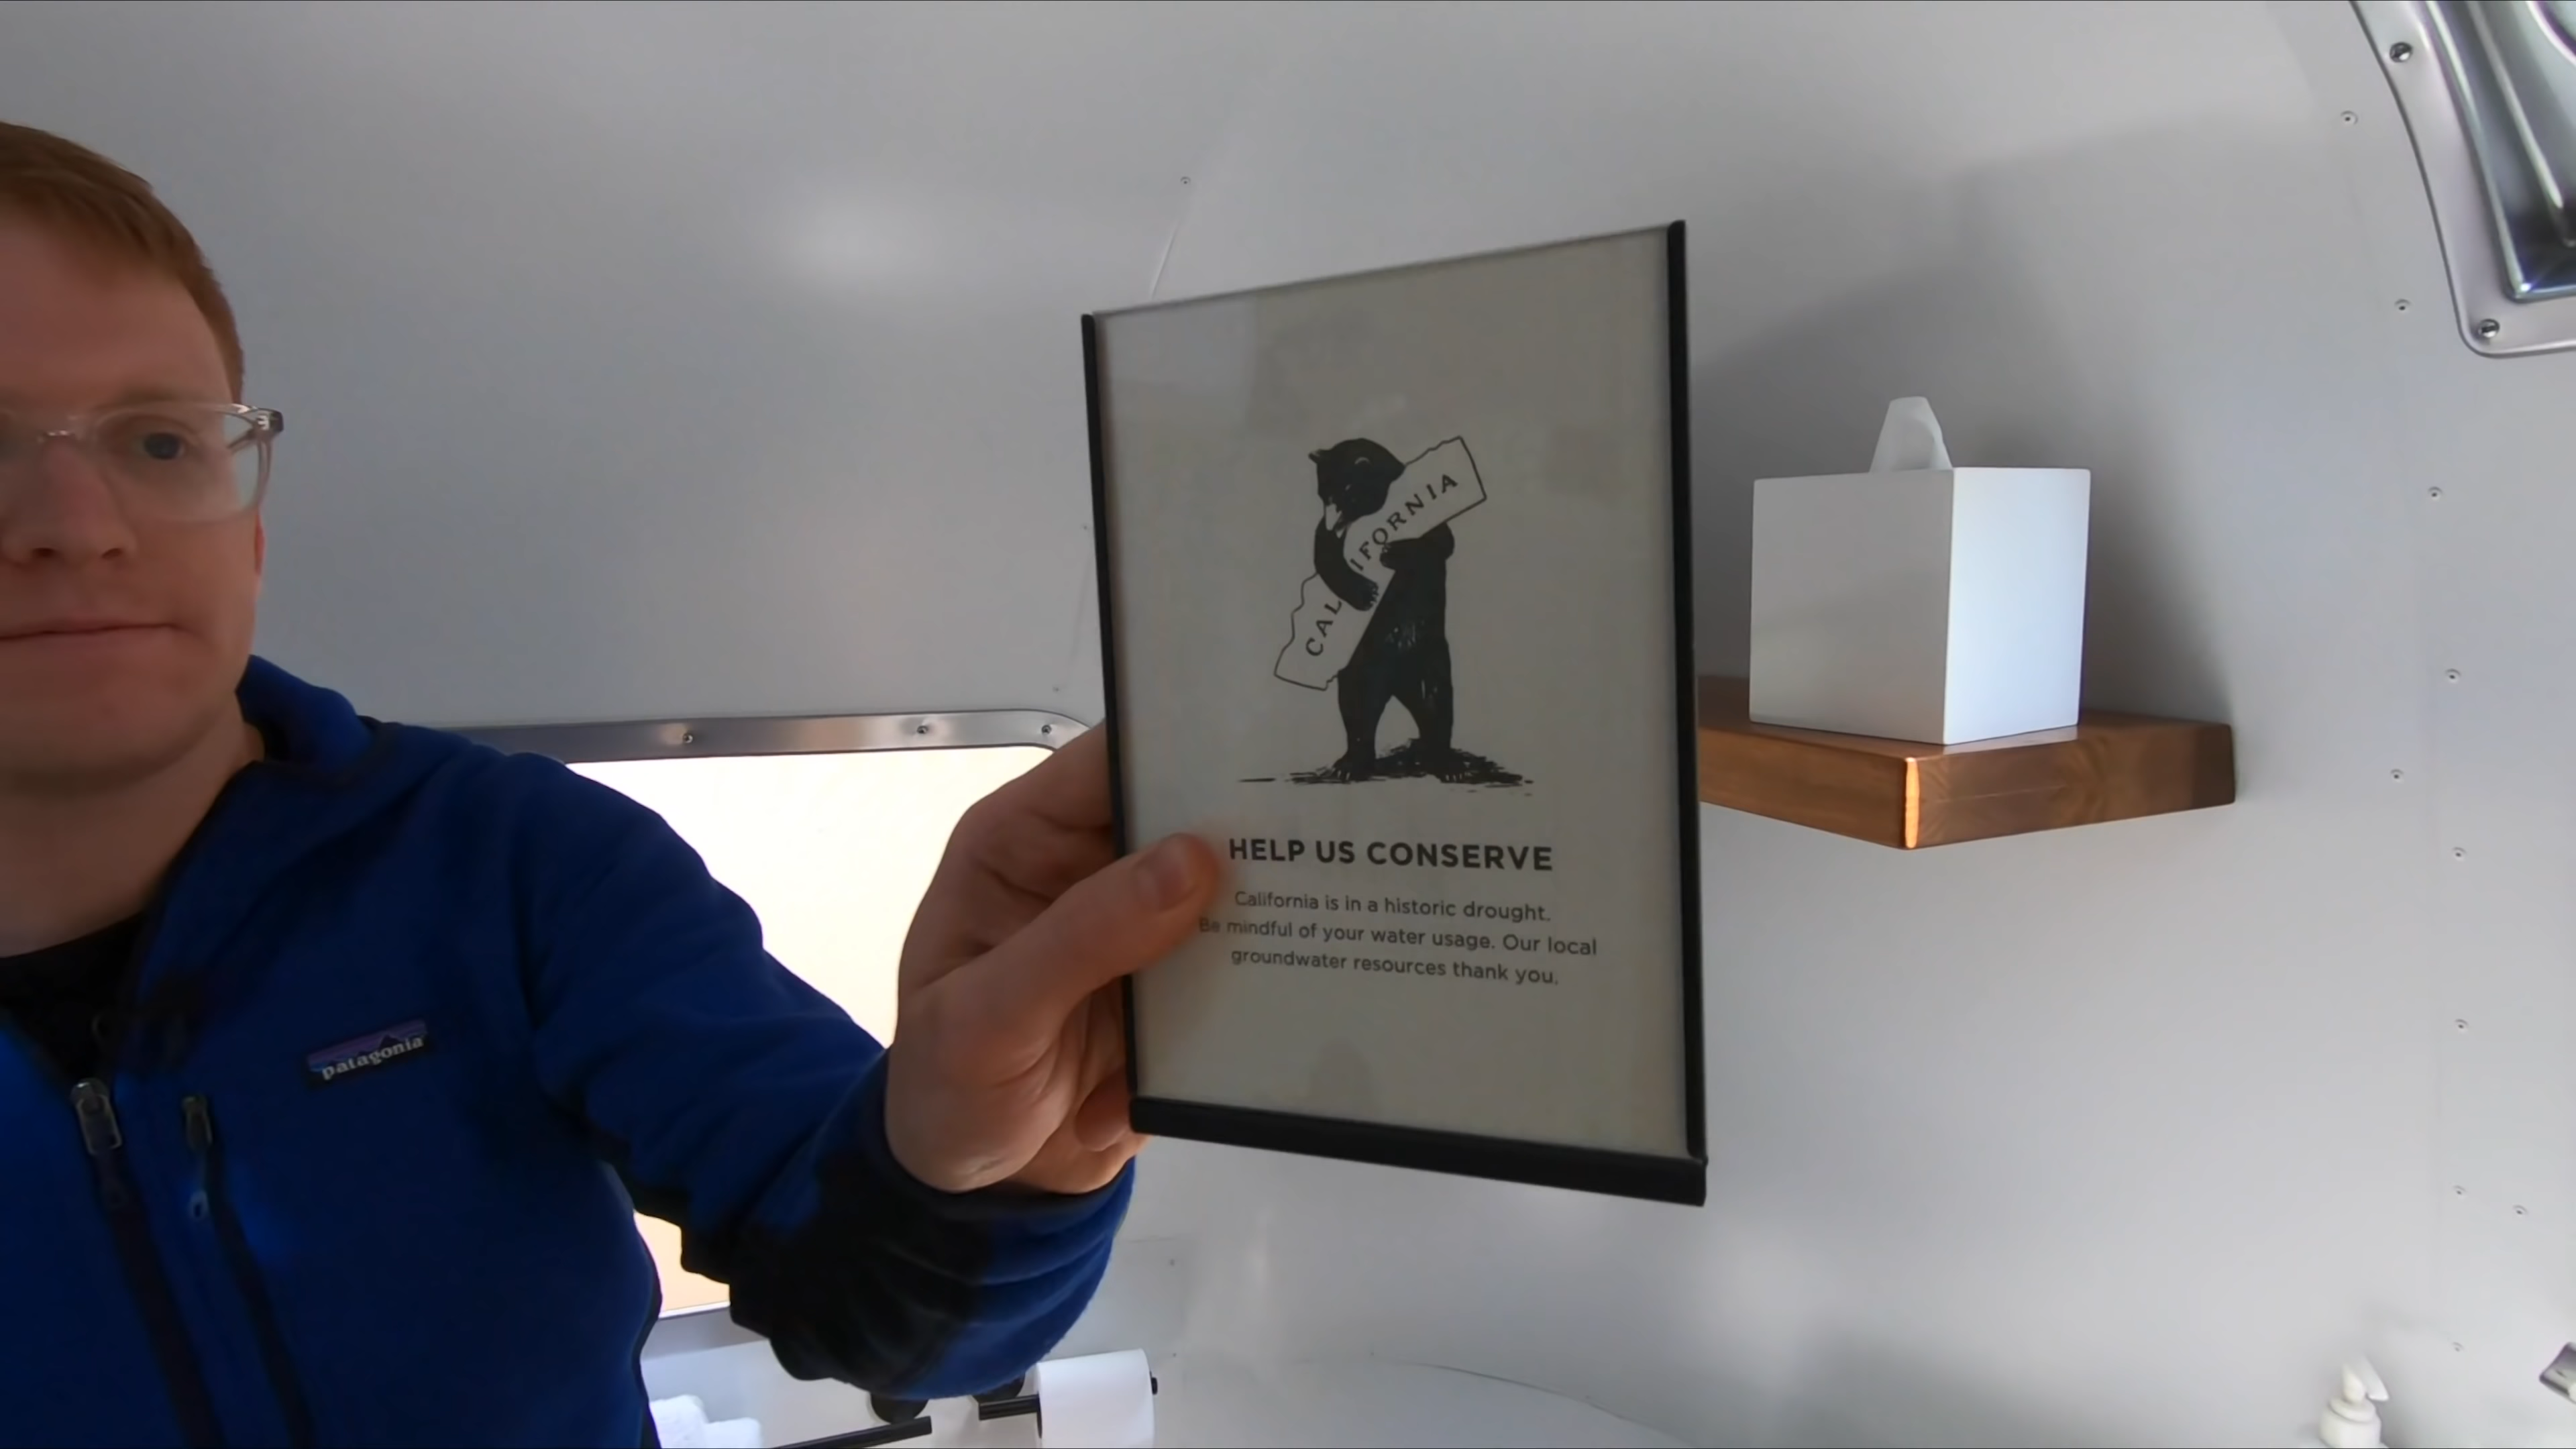 CALIFORNIA
HELP US CONSERVE
California is in a historic drought.
Be mindful of your water usage. Our local
groundwater resources thank you.
patagonia